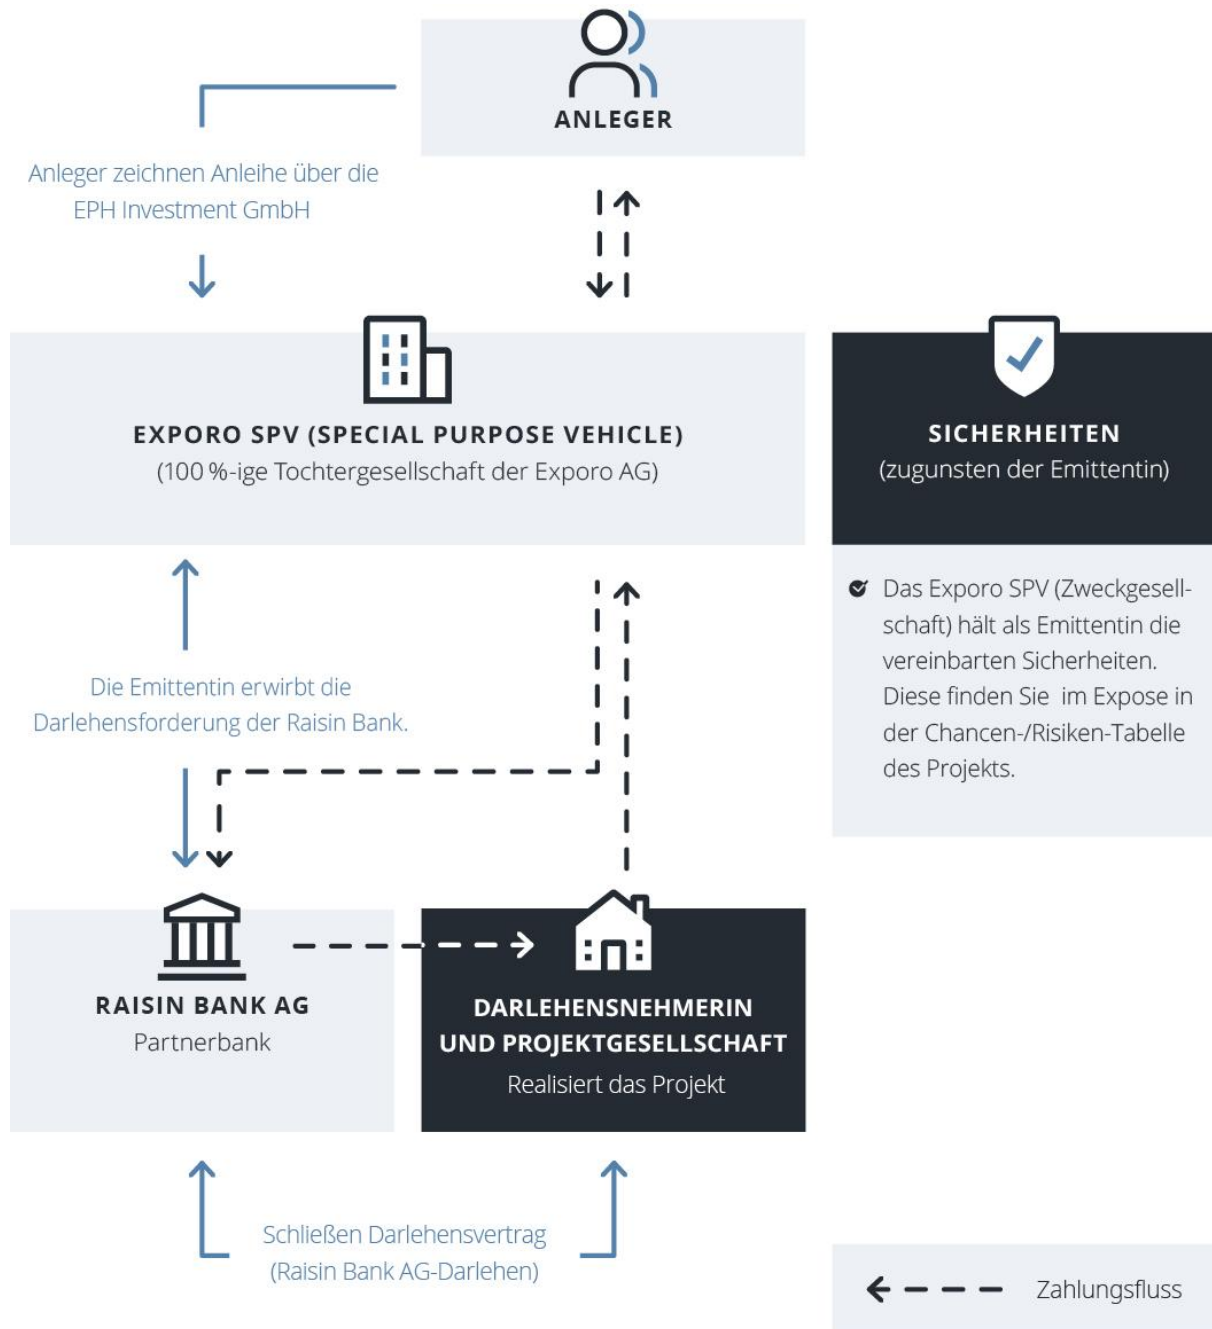 ANLEGER
Anleger zeichnen Anleihe über die
EPH Investment GmbH
EXPORO SPV (SPECIAL PURPOSE VEHICLE)
(100 %-ige Tochtergesellschaft der Exporo AG)
SICHERHEITEN
(zugunsten der Emittentin)
Das Exporo SPV (Zweckgesell-
schaft) hält als Emittentin die
vereinbarten Sicherheiten.
Diese finden Sie im Expose in
der Chancen-/Risiken-Tabelle
des Projekts.
Die Emittentin erwirbt die
Darlehensforderung der Raisin Bank.
RAISIN BANK AG
Partnerbank
DARLEHENSNEHMERIN
UND PROJEKTGESELLSCHAFT
Realisiert das Projekt
Schließen Darlehensvertrag
(Raisin Bank AG-Darlehen)
Zahlungsfluss